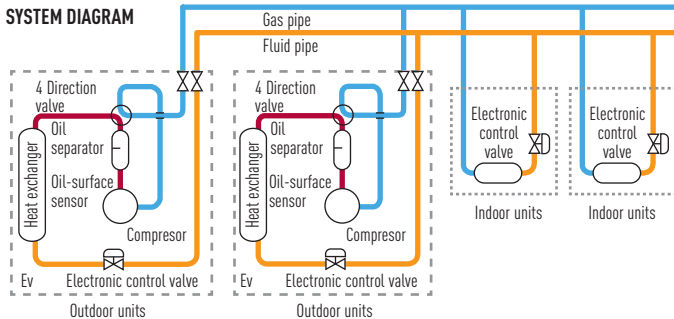 SYSTEM DIAGRAM
Gas pipe
Fluid pipe
4 Direction
valve
Oil
separator
Oil-surface
sensor
Heat exchanger
Compresor
Ev
Electronic control valve
Outdoor units
4 Direction
valve
Oil
separator
Oil-surface
sensor
Heat exchanger
Compresor
Ev
Electronic control valve
Outdoor units
Electronic
control
valve
Indoor units
Electronic
control
valve
Indoor units